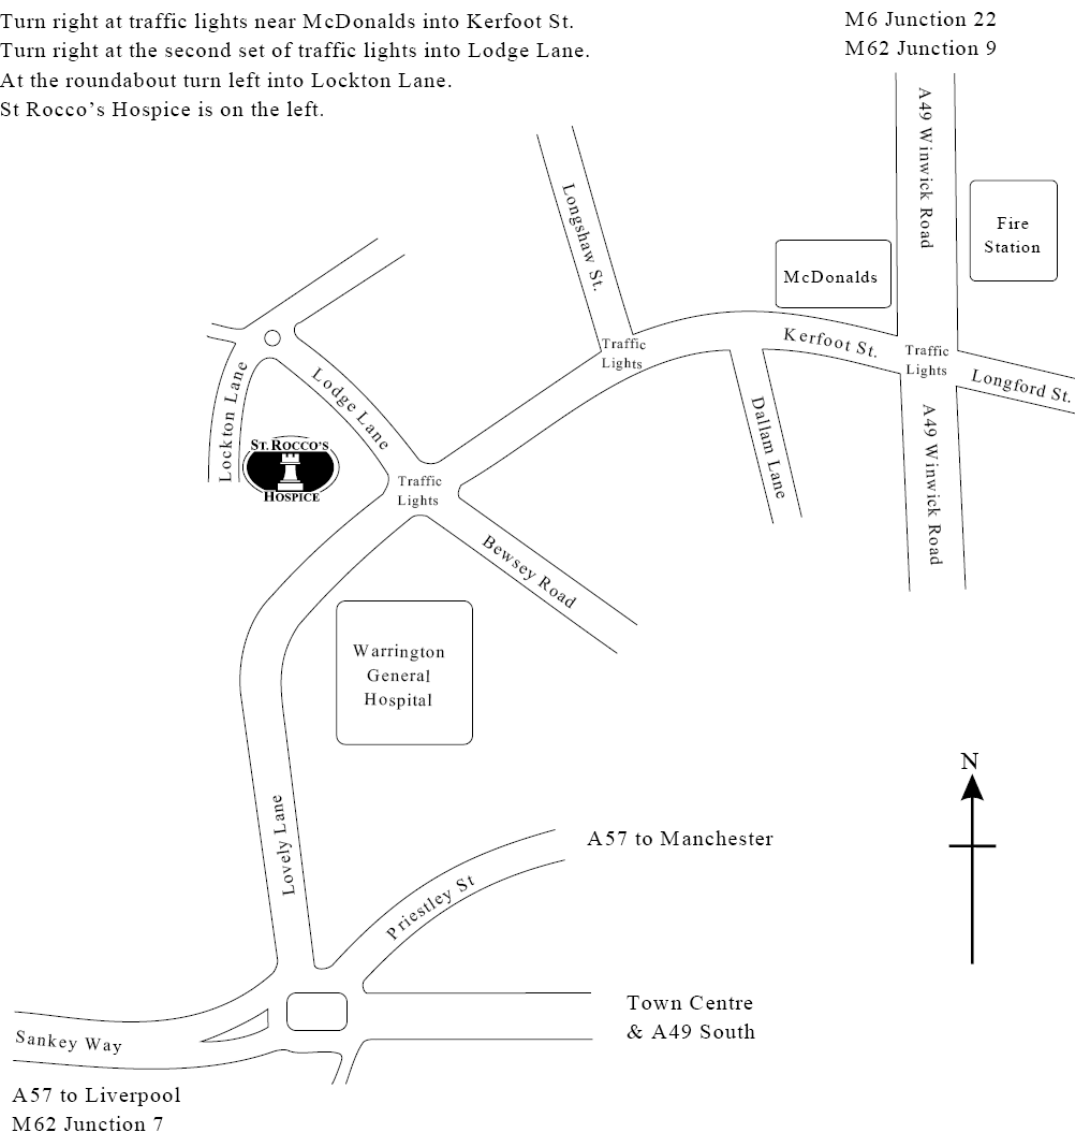 Turn right at traffic lights near McDonalds into Kerfoot St.
Turn right at the second set of traffic lights into Lodge Lane.
At the roundabout turn left into Lockton Lane.
St Rocco's Hospice is on the left.
M6 Junction 22
M62 Junction 9
A49 Winwick Road
Fire
Station
Longshaw St.
McDonalds
Kerfoot St.
Traffic
Lights
Traffic
Lights
Longford St.
Lockton Lane
Lodge Lane
Dallam Lane
A49 Winwick Road
ST. ROCCO'S
HOSPICE
Traffic
Lights
Bewsey Road
Warrington
General
Hospital
N
Lovely Lane
A57 to Manchester
Priestley St
Town Centre
& A49 South
Sankey Way
A57 to Liverpool
M62 Junction 7